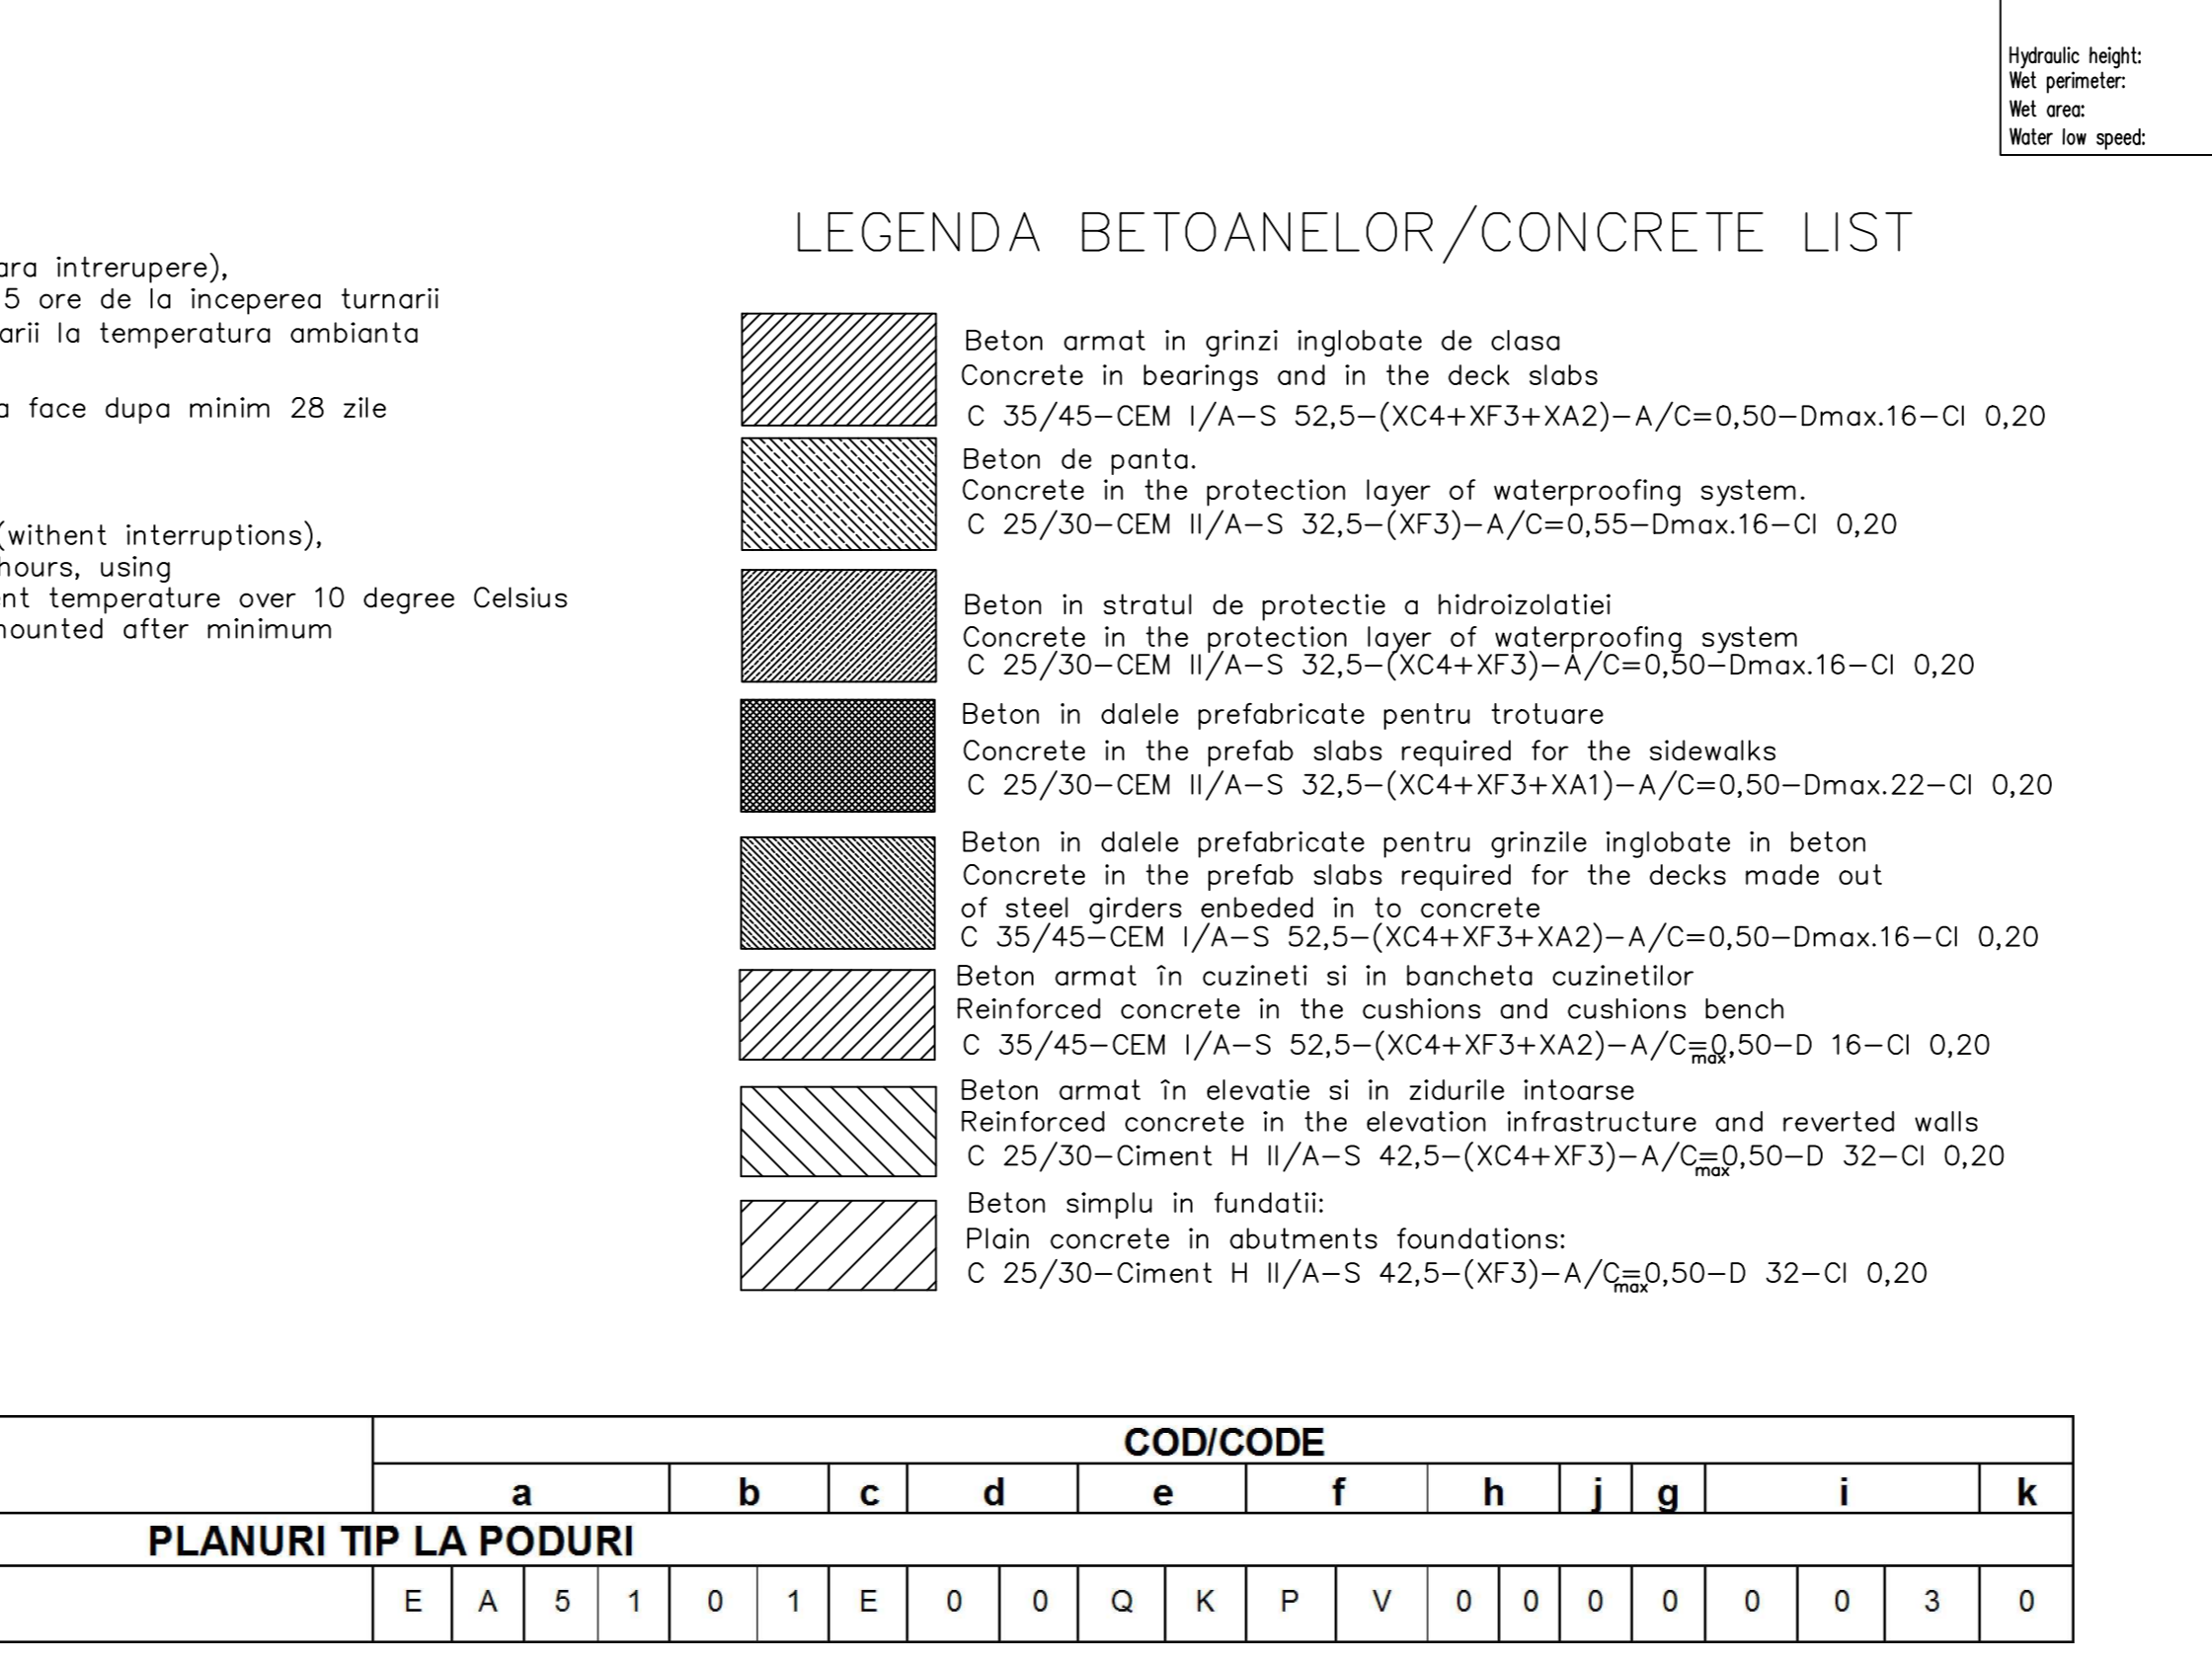 Hydraulic height:
Wet perimeter:
Wet area:
Water low speed:
LEGENDA BETOANELOR/CONCRETE LIST
ara intrerupere),
5 ore de la inceperea turnarii
arii la temperatura ambianta
a face dupa minim 28 zile
(withent interruptions),
hours, using
ent temperature over 10 degree Celsius
mounted after minimum
Beton armat in grinzi inglobate de clasa
Concrete in bearings and in the deck slabs
C 35/45-CEM I/A-S 52,5-(XC4+XF3+XA2)-A/C=0,50-Dmax.16-Cl 0,20
Beton de panta.
Concrete in the protection layer of waterproofing system.
C 25/30-CEM II/A-S 32,5-(XF3)-A/C=0,55-Dmax.16-Cl 0,20
Beton in stratul de protectie a hidroizolatiei
Concrete in the protection layer of waterproofing system
C 25/30-CEM II/A-S 32,5-(XC4+XF3)-A/C=0,50-Dmax.16-Cl 0,20
Beton in dalele prefabricate pentru trotuare
Concrete in the prefab slabs required for the sidewalks
C 25/30-CEM II/A-S 32,5-(XC4+XF3+XA1)-A/C=0,50-Dmax.22-Cl 0,20
Beton in dalele prefabricate pentru grinzile inglobate in beton
Concrete in the prefab slabs required for the decks made out
of steel girders enbeded in to concrete
C 35/45-CEM I/A-S 52,5-(XC4+XF3+XA2)-A/C=0,50-Dmax.16-Cl 0,20
Beton armat în cuzineti si in bancheta cuzinetilor
Reinforced concrete in the cushions and cushions bench
C 35/45-CEM I/A-S 52,5-(XC4+XF3+XA2)-A/C=0,50-D 16-Cl 0,20
max
Beton armat în elevatie si in zidurile intoarse
Reinforced concrete in the elevation infrastructure and reverted walls
C 25/30-Ciment H II/A-S 42,5-(XC4+XF3)-A/C=0,50-D 32-Cl 0,20
max
Beton simplu in fundatii:
Plain concrete in abutments foundations:
C 25/30-Ciment H II/A-S 42,5-(XF3)-A/C=0,50-D 32-Cl 0,20
max
COD/CODE
a b c d e f h j g i k
PLANURI TIP LA PODURI
E A 5 1 0 1 E 0 0 Q K P V 0 0 0 0 0 0 3 0